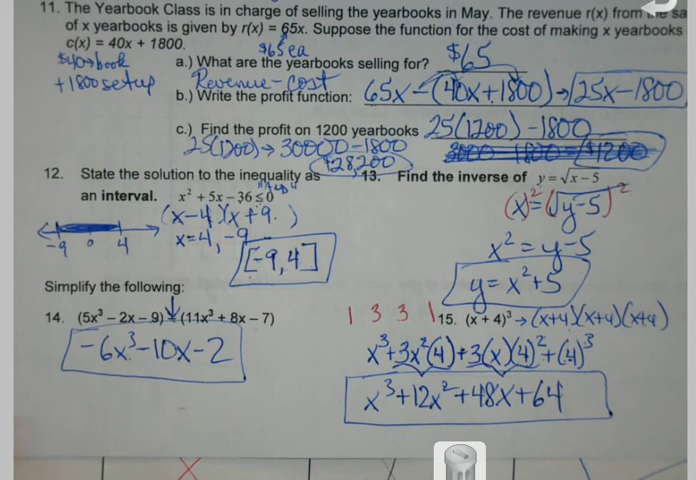 11. The Yearbook Class is in charge of selling the yearbooks in May. The revenue r(x) from the sa
of x yearbooks is given by r(x) = 65x. Suppose the function for the cost of making x yearbooks
c(x) = 40x + 1800.
$65 ea
$40→book
+1800 setup
a.) What are the yearbooks selling for? $65
Revenue - cost
b.) Write the profit function: 65x - (40x+1800) → 25x-1800
c.) Find the profit on 1200 yearbooks 25(1200) -1800
25(1200) → 30000-1800
$28,200
12. State the solution to the inequality as
an interval. x² + 5x - 36 ≤ 0
(x-4)(x+9)
x=4, -9
-9 0 4
[-9,4]
13. Find the inverse of y = √x - 5
(x)² = (√y-5)²
x² = y-5
y = x²+5
Simplify the following:
14. (5x³ - 2x - 9) - (11x³ + 8x - 7)
-6x³-10x-2
1 3 3 1
15. (x + 4)³ → (x+4)(x+4)(x+4)
x³+3x²(4)+3(x)(4)²+(4)³
x³+12x²+48x+64